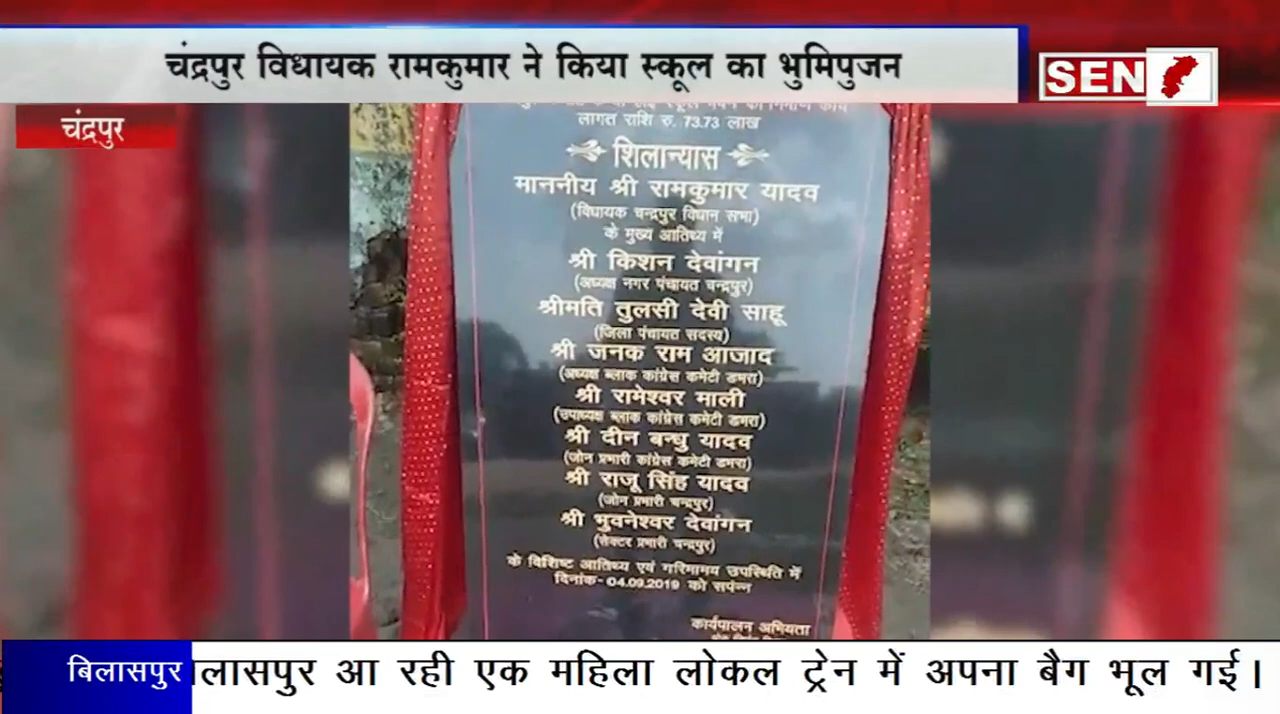 चंद्रपुर विधायक रामकुमार ने किया स्कूल का भुमिपुजन
SEN
चंद्रपुर
लागत राशि रु. 73.73 लाख
शिलान्यास
माननीय श्री रामकुमार यादव
(विधायक चन्द्रपुर विधान सभा)
के मुख्य आतिथ्य में
श्री किशन देवांगन
(अध्यक्ष नगर पंचायत चन्द्रपुर)
श्रीमति तुलसी देवी साहू
(जिला पंचायत सदस्य)
श्री जनक राम आजाद
(अध्यक्ष ब्लाक कांग्रेस कमेटी डभरा)
श्री रामेश्वर माली
(उपाध्यक्ष ब्लाक कांग्रेस कमेटी डभरा)
श्री दीन बन्धु यादव
(जोन प्रभारी कांग्रेस कमेटी डभरा)
श्री राजू सिंह यादव
(जोन प्रभारी चन्द्रपुर)
श्री भुवनेश्वर देवांगन
(सेक्टर प्रभारी चन्द्रपुर)
के विशिष्ट आतिथ्य एवं गरिमामय उपस्थिति में
दिनांक- 04.09.2019 को सपंन्न
कार्यपालन अभियता
बिलासपुर
लासपुर आ रही एक महिला लोकल ट्रेन में अपना बैग भूल गई।